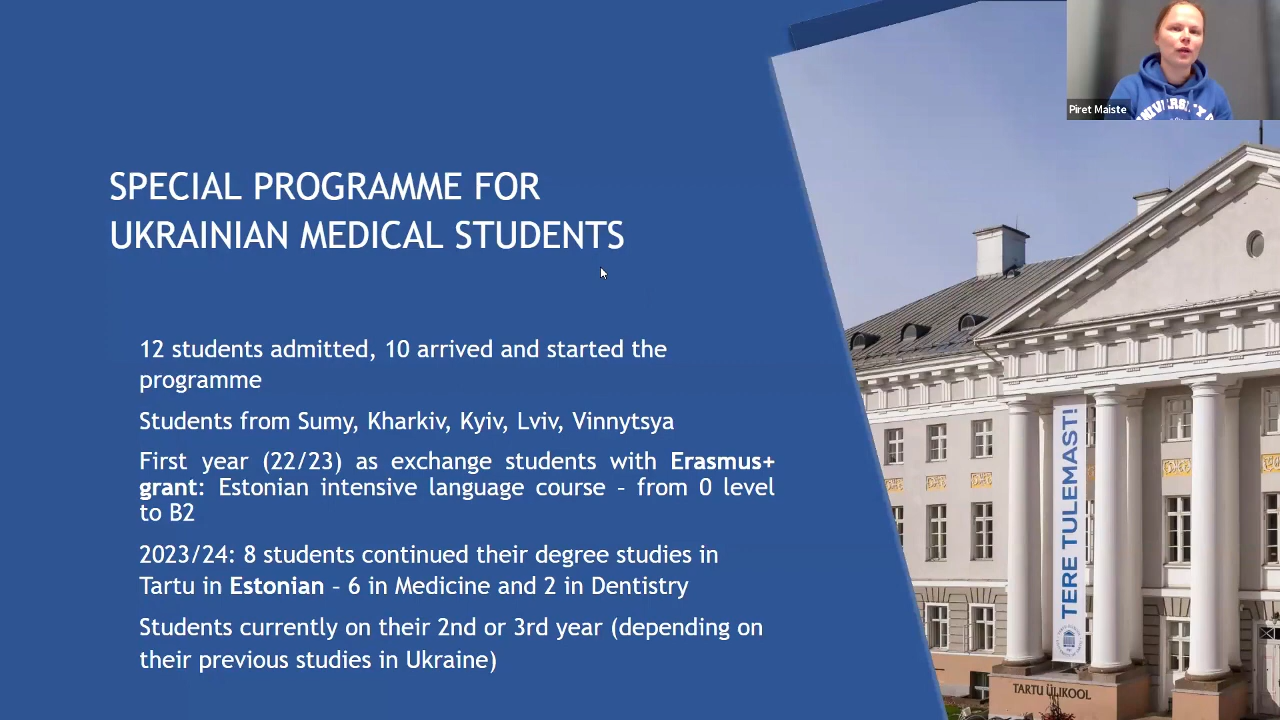 SPECIAL PROGRAMME FOR
UKRAINIAN MEDICAL STUDENTS
12 students admitted, 10 arrived and started the
programme
Students from Sumy, Kharkiv, Kyiv, Lviv, Vinnytsya
First year (22/23) as exchange students with Erasmus+
grant: Estonian intensive language course – from 0 level
to B2
2023/24: 8 students continued their degree studies in
Tartu in Estonian – 6 in Medicine and 2 in Dentistry
Students currently on their 2nd or 3rd year (depending on
their previous studies in Ukraine)
Piret Maiste
TERE TULEMAST!
TARTU ÜLIKOOL